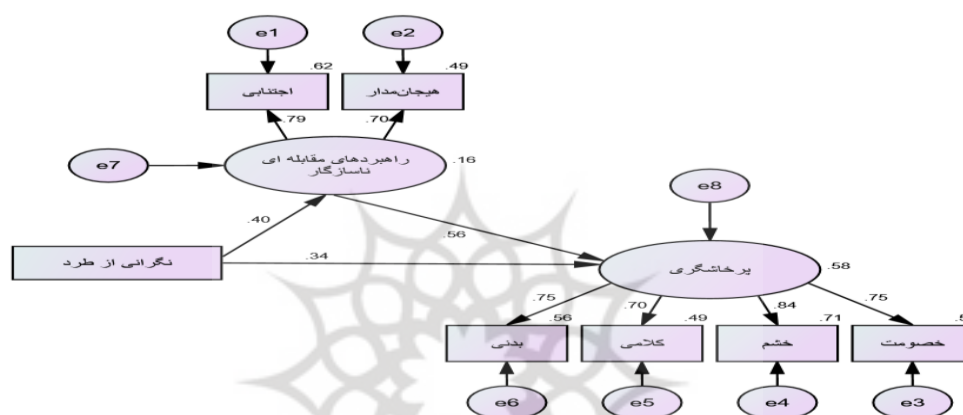 e1
e2
.62
.49
اجتنابی
هیجان‌مدار
.79
.70
e7
راهبردهای مقابله ای
ناسازگار
.16
e8
.40
.56
نگرانی از طرد
.34
پرخاشگری
.58
.75
.70
.84
.75
.56
.49
.71
بدنی
کلامی
خشم
خصومت
e6
e5
e4
e3